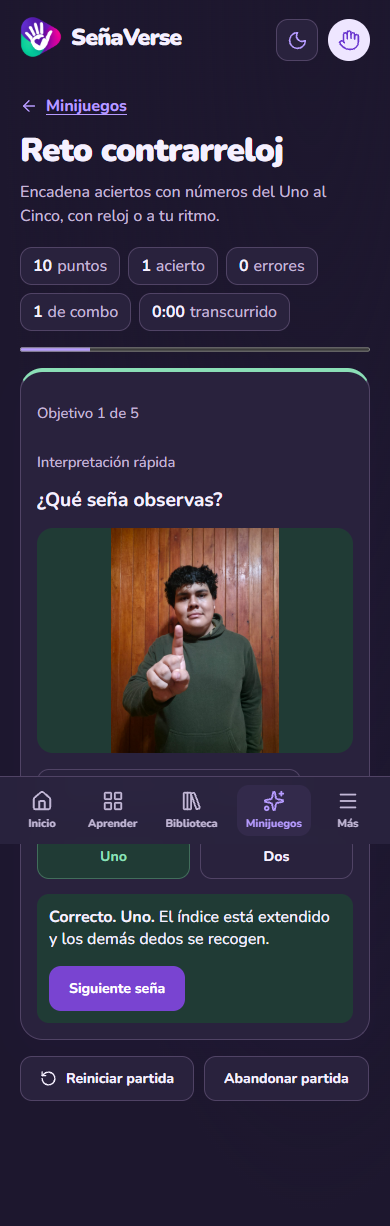 SeñaVerse
Minijuegos
Reto contrarreloj
Encadena aciertos con números del Uno al
Cinco, con reloj o a tu ritmo.
10 puntos
1 acierto
0 errores
1 de combo
0:00 transcurrido
Objetivo 1 de 5
Interpretación rápida
¿Qué seña observas?
Inicio
Aprender
Biblioteca
Minijuegos
Más
Uno
Dos
Correcto. Uno. El índice está extendido
y los demás dedos se recogen.
Siguiente seña
Reiniciar partida
Abandonar partida